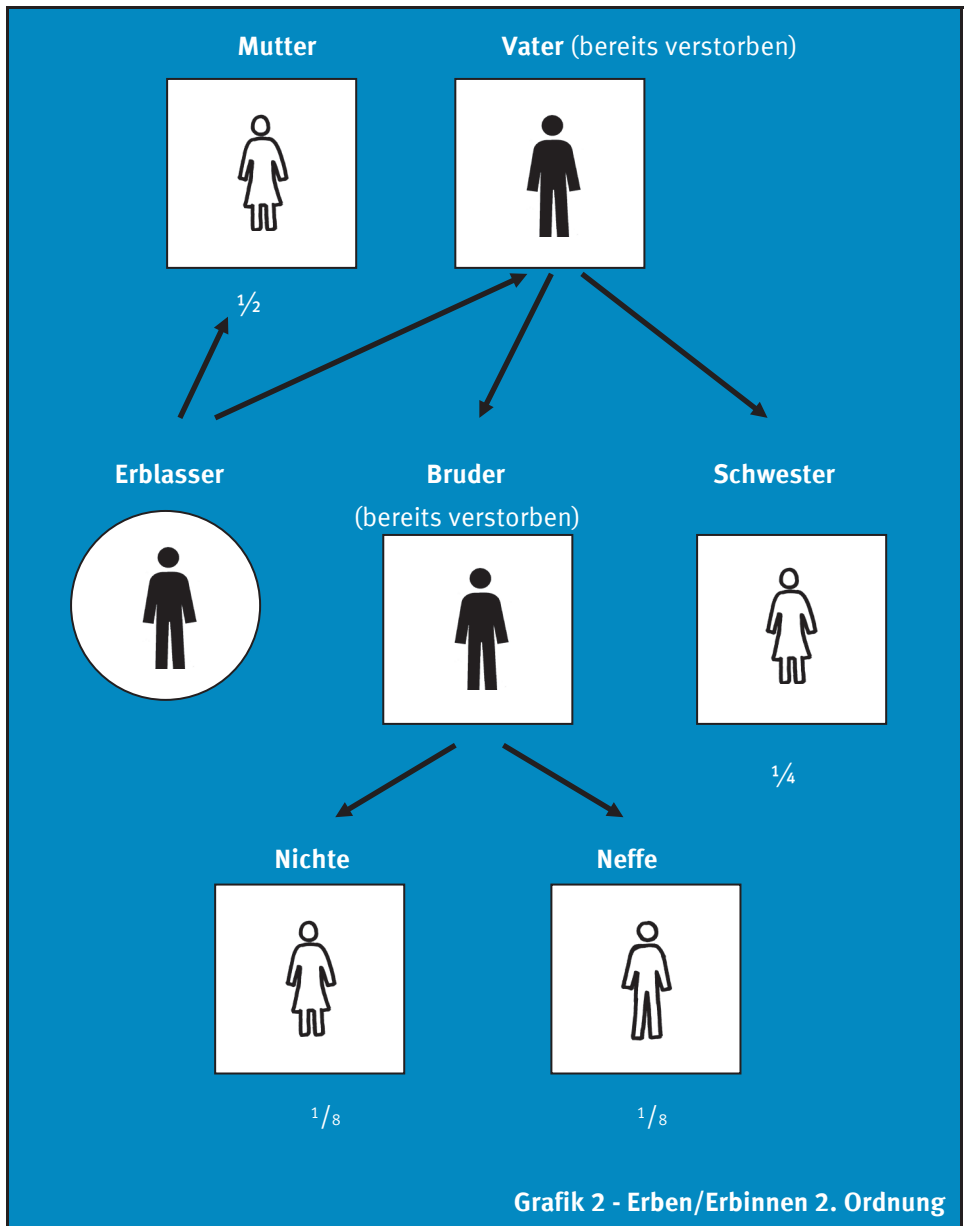 Mutter
Vater (bereits verstorben)
½
Erblasser
Bruder
(bereits verstorben)
Schwester
¼
Nichte
Neffe
1/8
1/8
Grafik 2 - Erben/Erbinnen 2. Ordnung